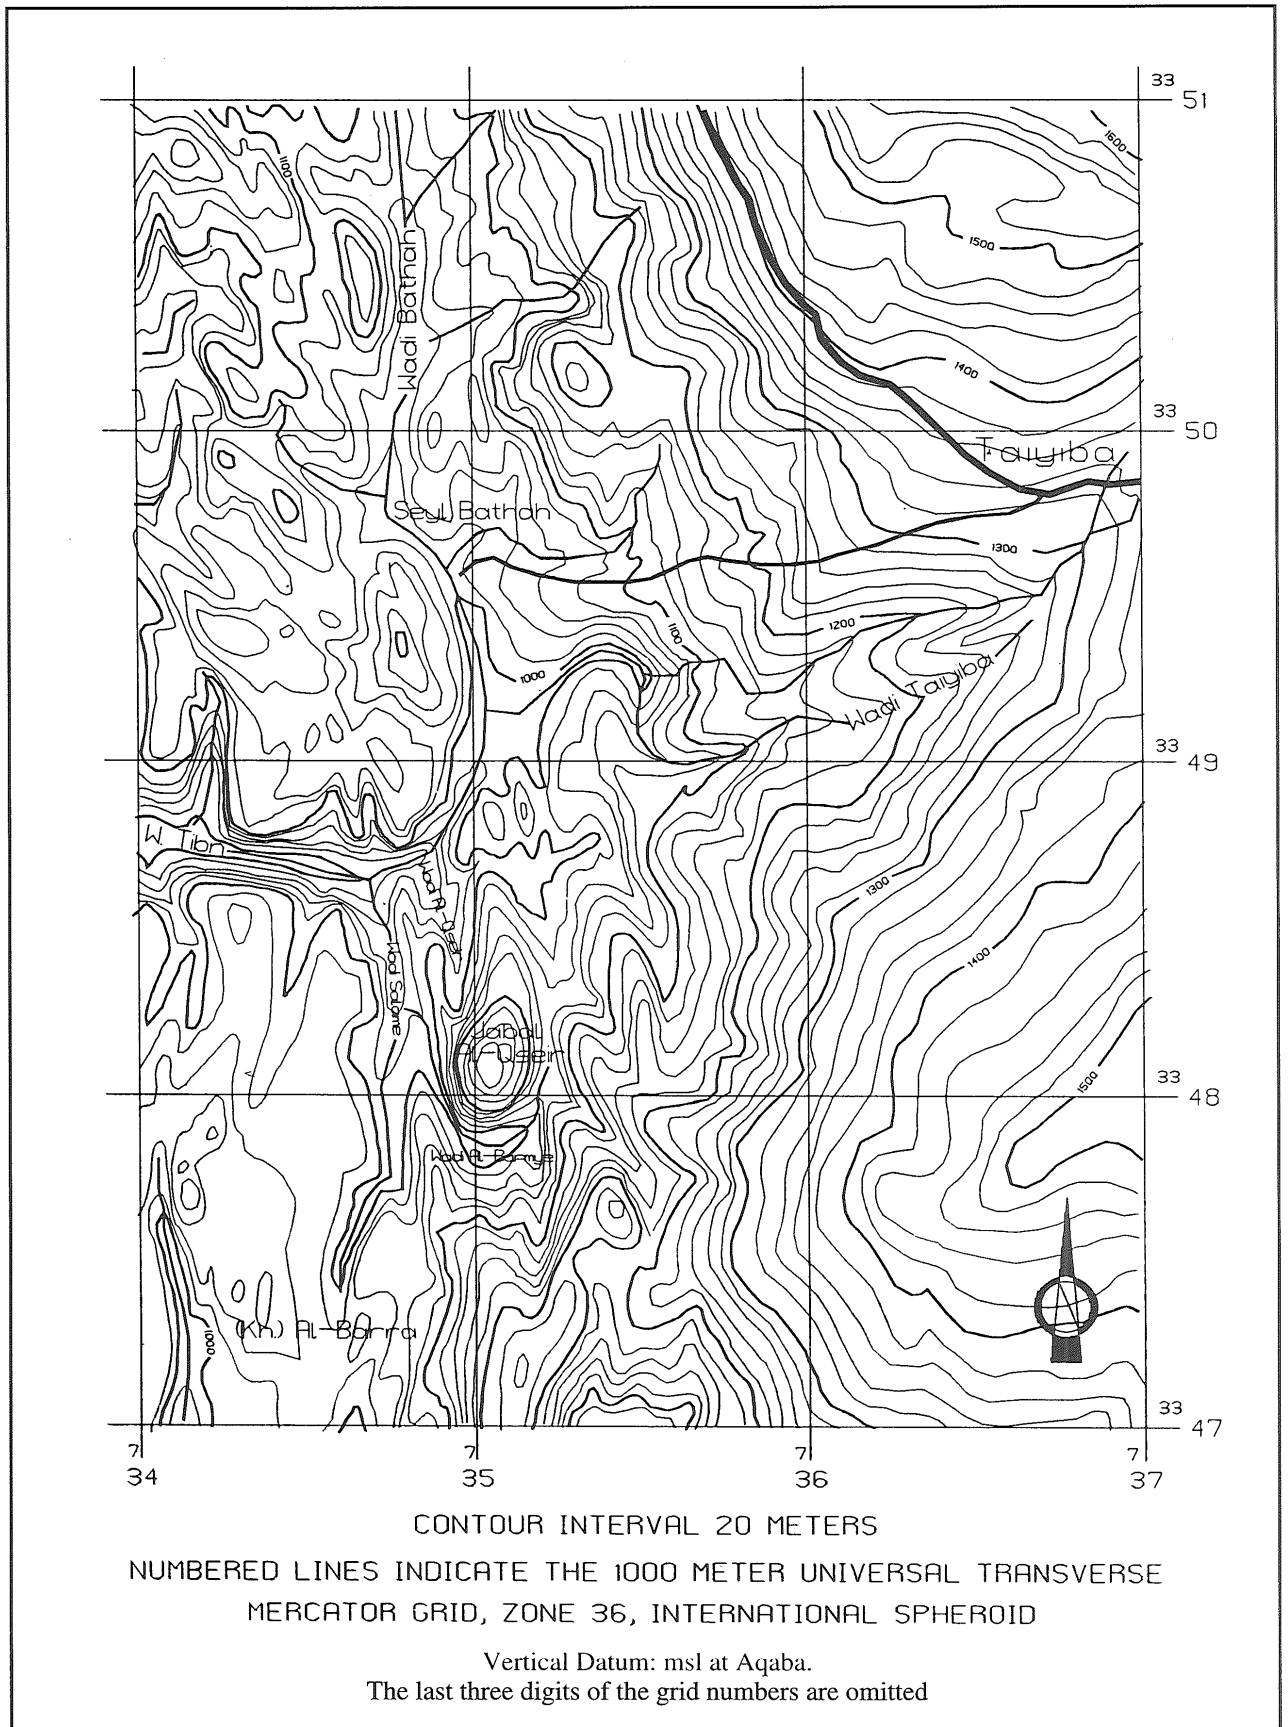 33
51
1600
1100
1500
Wadi Bathah
1400
33
50
Taiyiba
Seyl Bathah
1300
1200
1100
Wadi Taiyiba
1000
33
49
W. Tibn
1300
1400
Jabal
Al-Qseir
1500
33
48
(Kh.) Al-Barra
1000
33
47
7 7 7 7
34 35 36 37
CONTOUR INTERVAL 20 METERS
NUMBERED LINES INDICATE THE 1000 METER UNIVERSAL TRANSVERSE
MERCATOR GRID, ZONE 36, INTERNATIONAL SPHEROID
Vertical Datum: msl at Aqaba.
The last three digits of the grid numbers are omitted